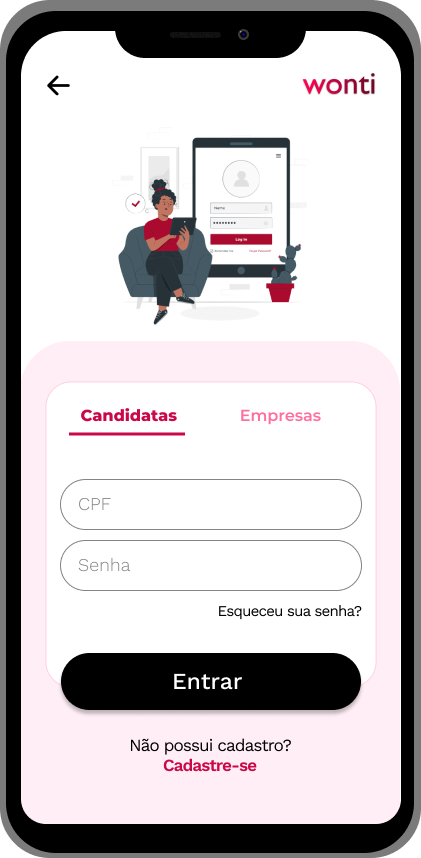 wonti
Name
Log in
Candidatas
Empresas
CPF
Senha
Esqueceu sua senha?
Entrar
Não possui cadastro?
Cadastre-se